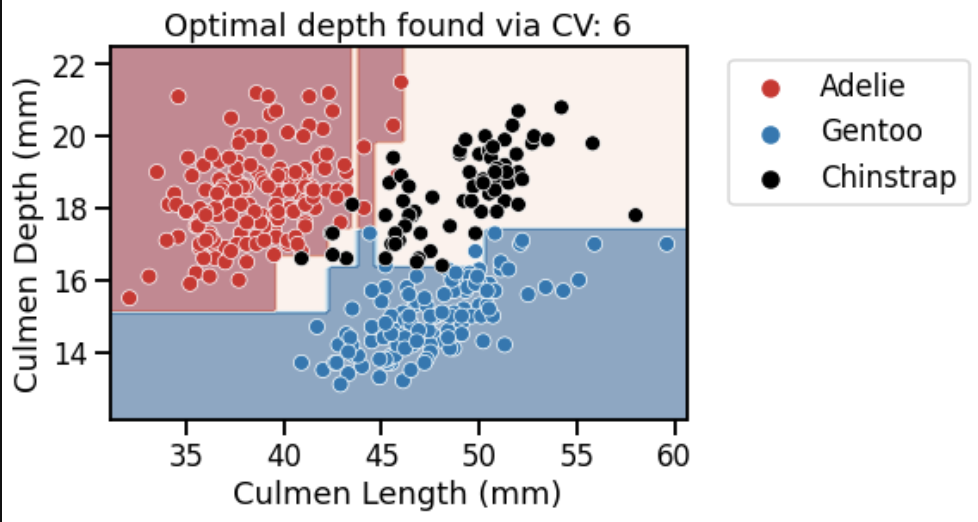 Optimal depth found via CV: 6
Culmen Depth (mm)
22
20
18
16
14
35 40 45 50 55 60
Culmen Length (mm)
Adelie
Gentoo
Chinstrap